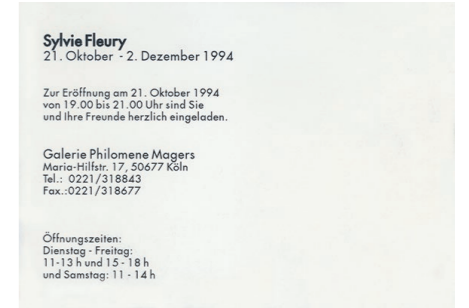 Sylvie Fleury
21. Oktober - 2. Dezember 1994
Zur Eröffnung am 21. Oktober 1994
von 19.00 bis 21.00 Uhr sind Sie
und Ihre Freunde herzlich eingeladen.
Galerie Philomene Magers
Maria-Hilfstr. 17, 50677 Köln
Tel.: 0221/318843
Fax.:0221/318677
Öffnungszeiten:
Dienstag - Freitag:
11-13 h und 15 - 18 h
und Samstag: 11 - 14 h